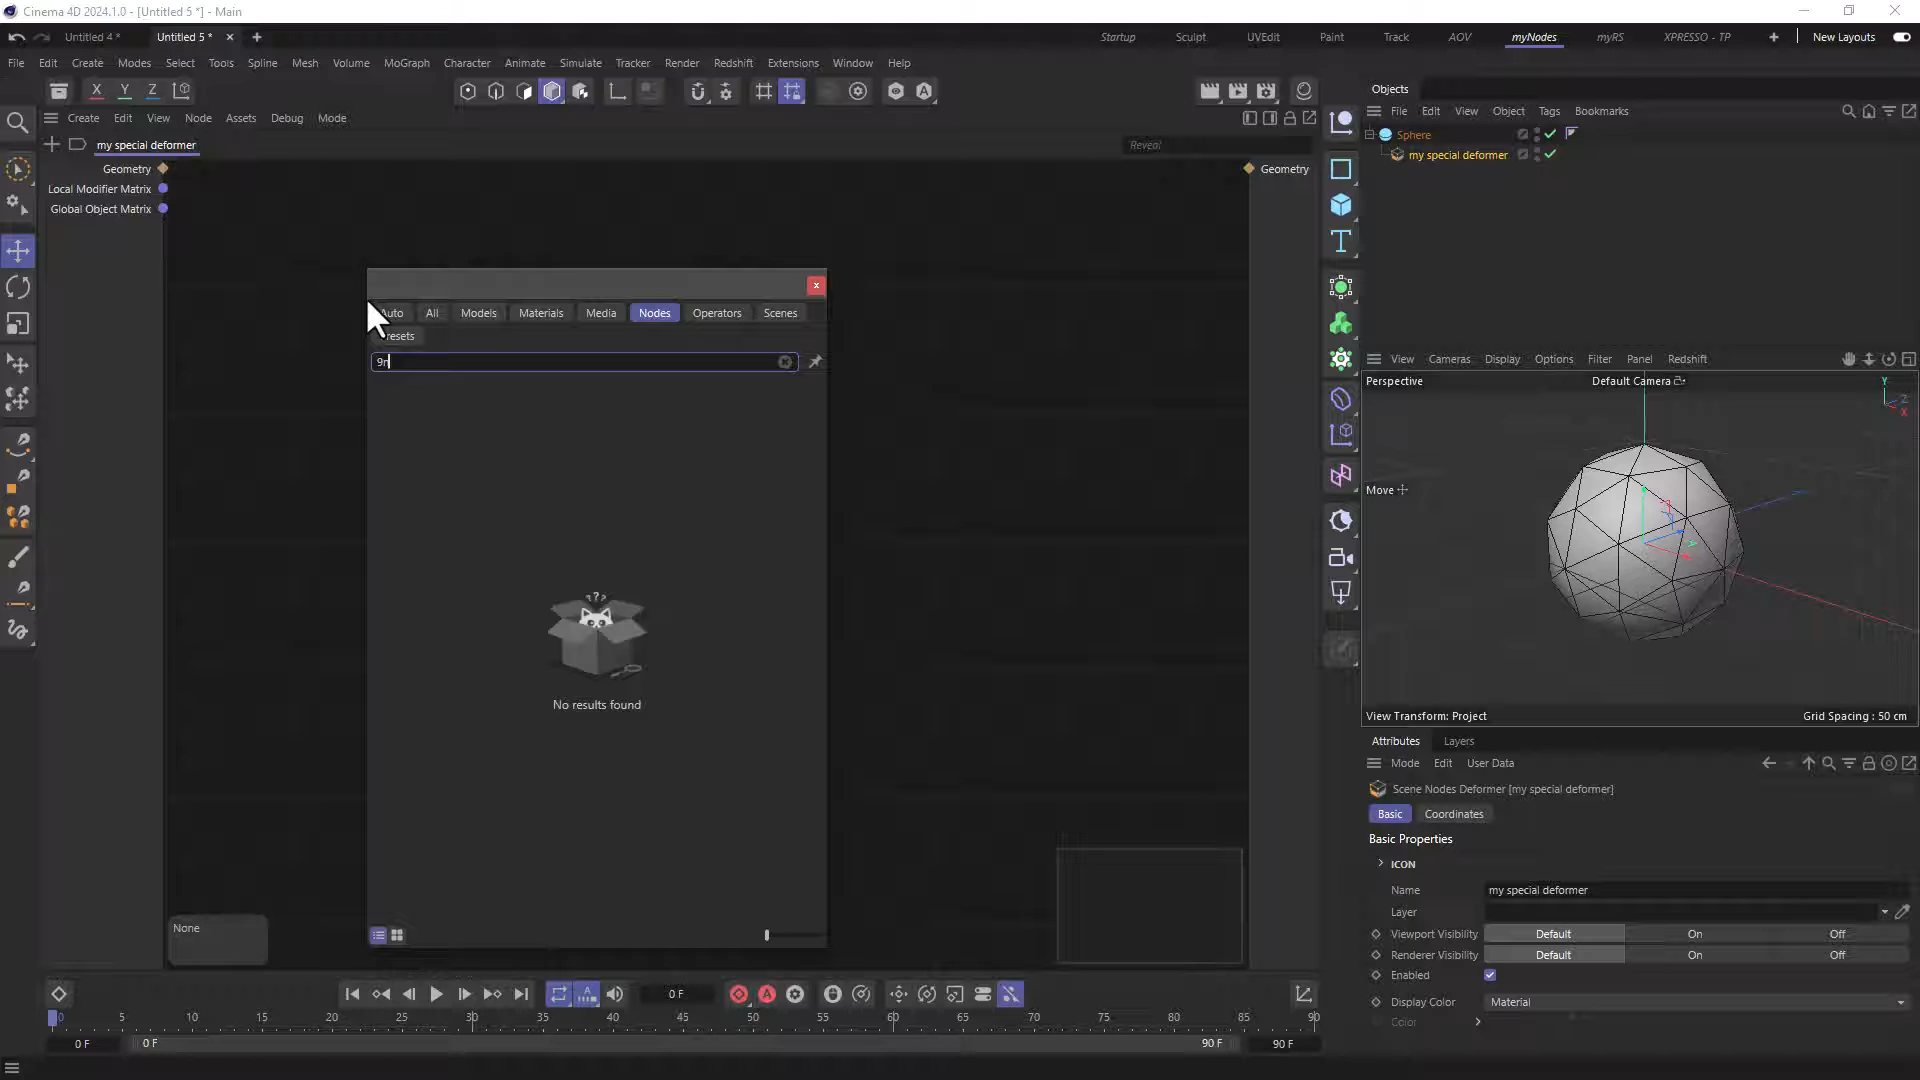 Cinema 4D 2024.1.0 - [Untitled 5 *] - Main
Untitled 4 * Untitled 5 * Startup Sculpt UVEdit Paint Track AOV myNodes myRS XPRESSO - TP New Layouts
File Edit Create Modes Select Tools Spline Mesh Volume MoGraph Character Animate Simulate Tracker Render Redshift Extensions Window Help
X Y Z
Objects
Create Edit View Node Assets Debug Mode
File Edit View Object Tags Bookmarks
Sphere
my special deformer
my special deformer
Reveal
Geometry
Geometry
Local Modifier Matrix
Global Object Matrix
Auto All Models Materials Media Nodes Operators Scenes
resets
9r
No results found
None
View Cameras Display Options Filter Panel Redshift
Perspective
Default Camera
Y
Z
X
Move
View Transform: Project
Grid Spacing : 50 cm
Attributes Layers
Mode Edit User Data
Scene Nodes Deformer [my special deformer]
Basic Coordinates
Basic Properties
ICON
Name my special deformer
Layer
Viewport Visibility Default On Off
Renderer Visibility Default On Off
Enabled
Display Color Material
Color
0 F
0 5 10 15 20 25 30 35 40 45 50 55 60 65 70 75 80 85 90
0 F 0 F 90 F 90 F